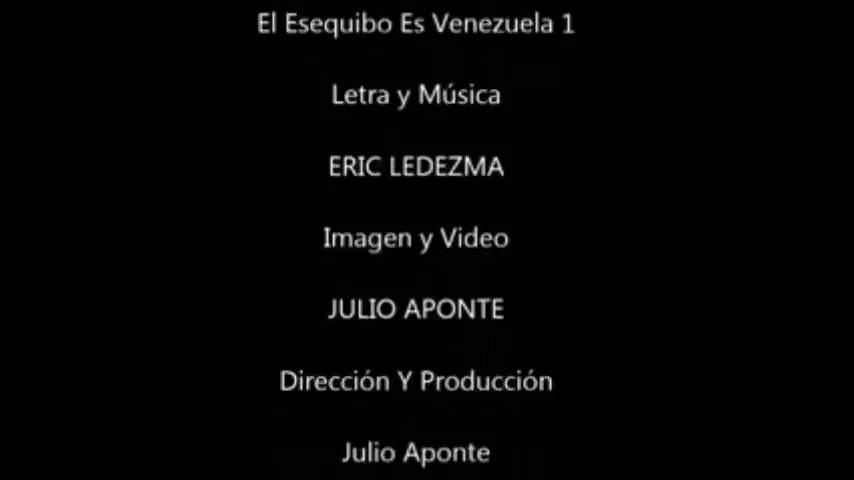 El Esequibo Es Venezuela 1
Letra y Música
ERIC LEDEZMA
Imagen y Video
JULIO APONTE
Dirección Y Producción
Julio Aponte